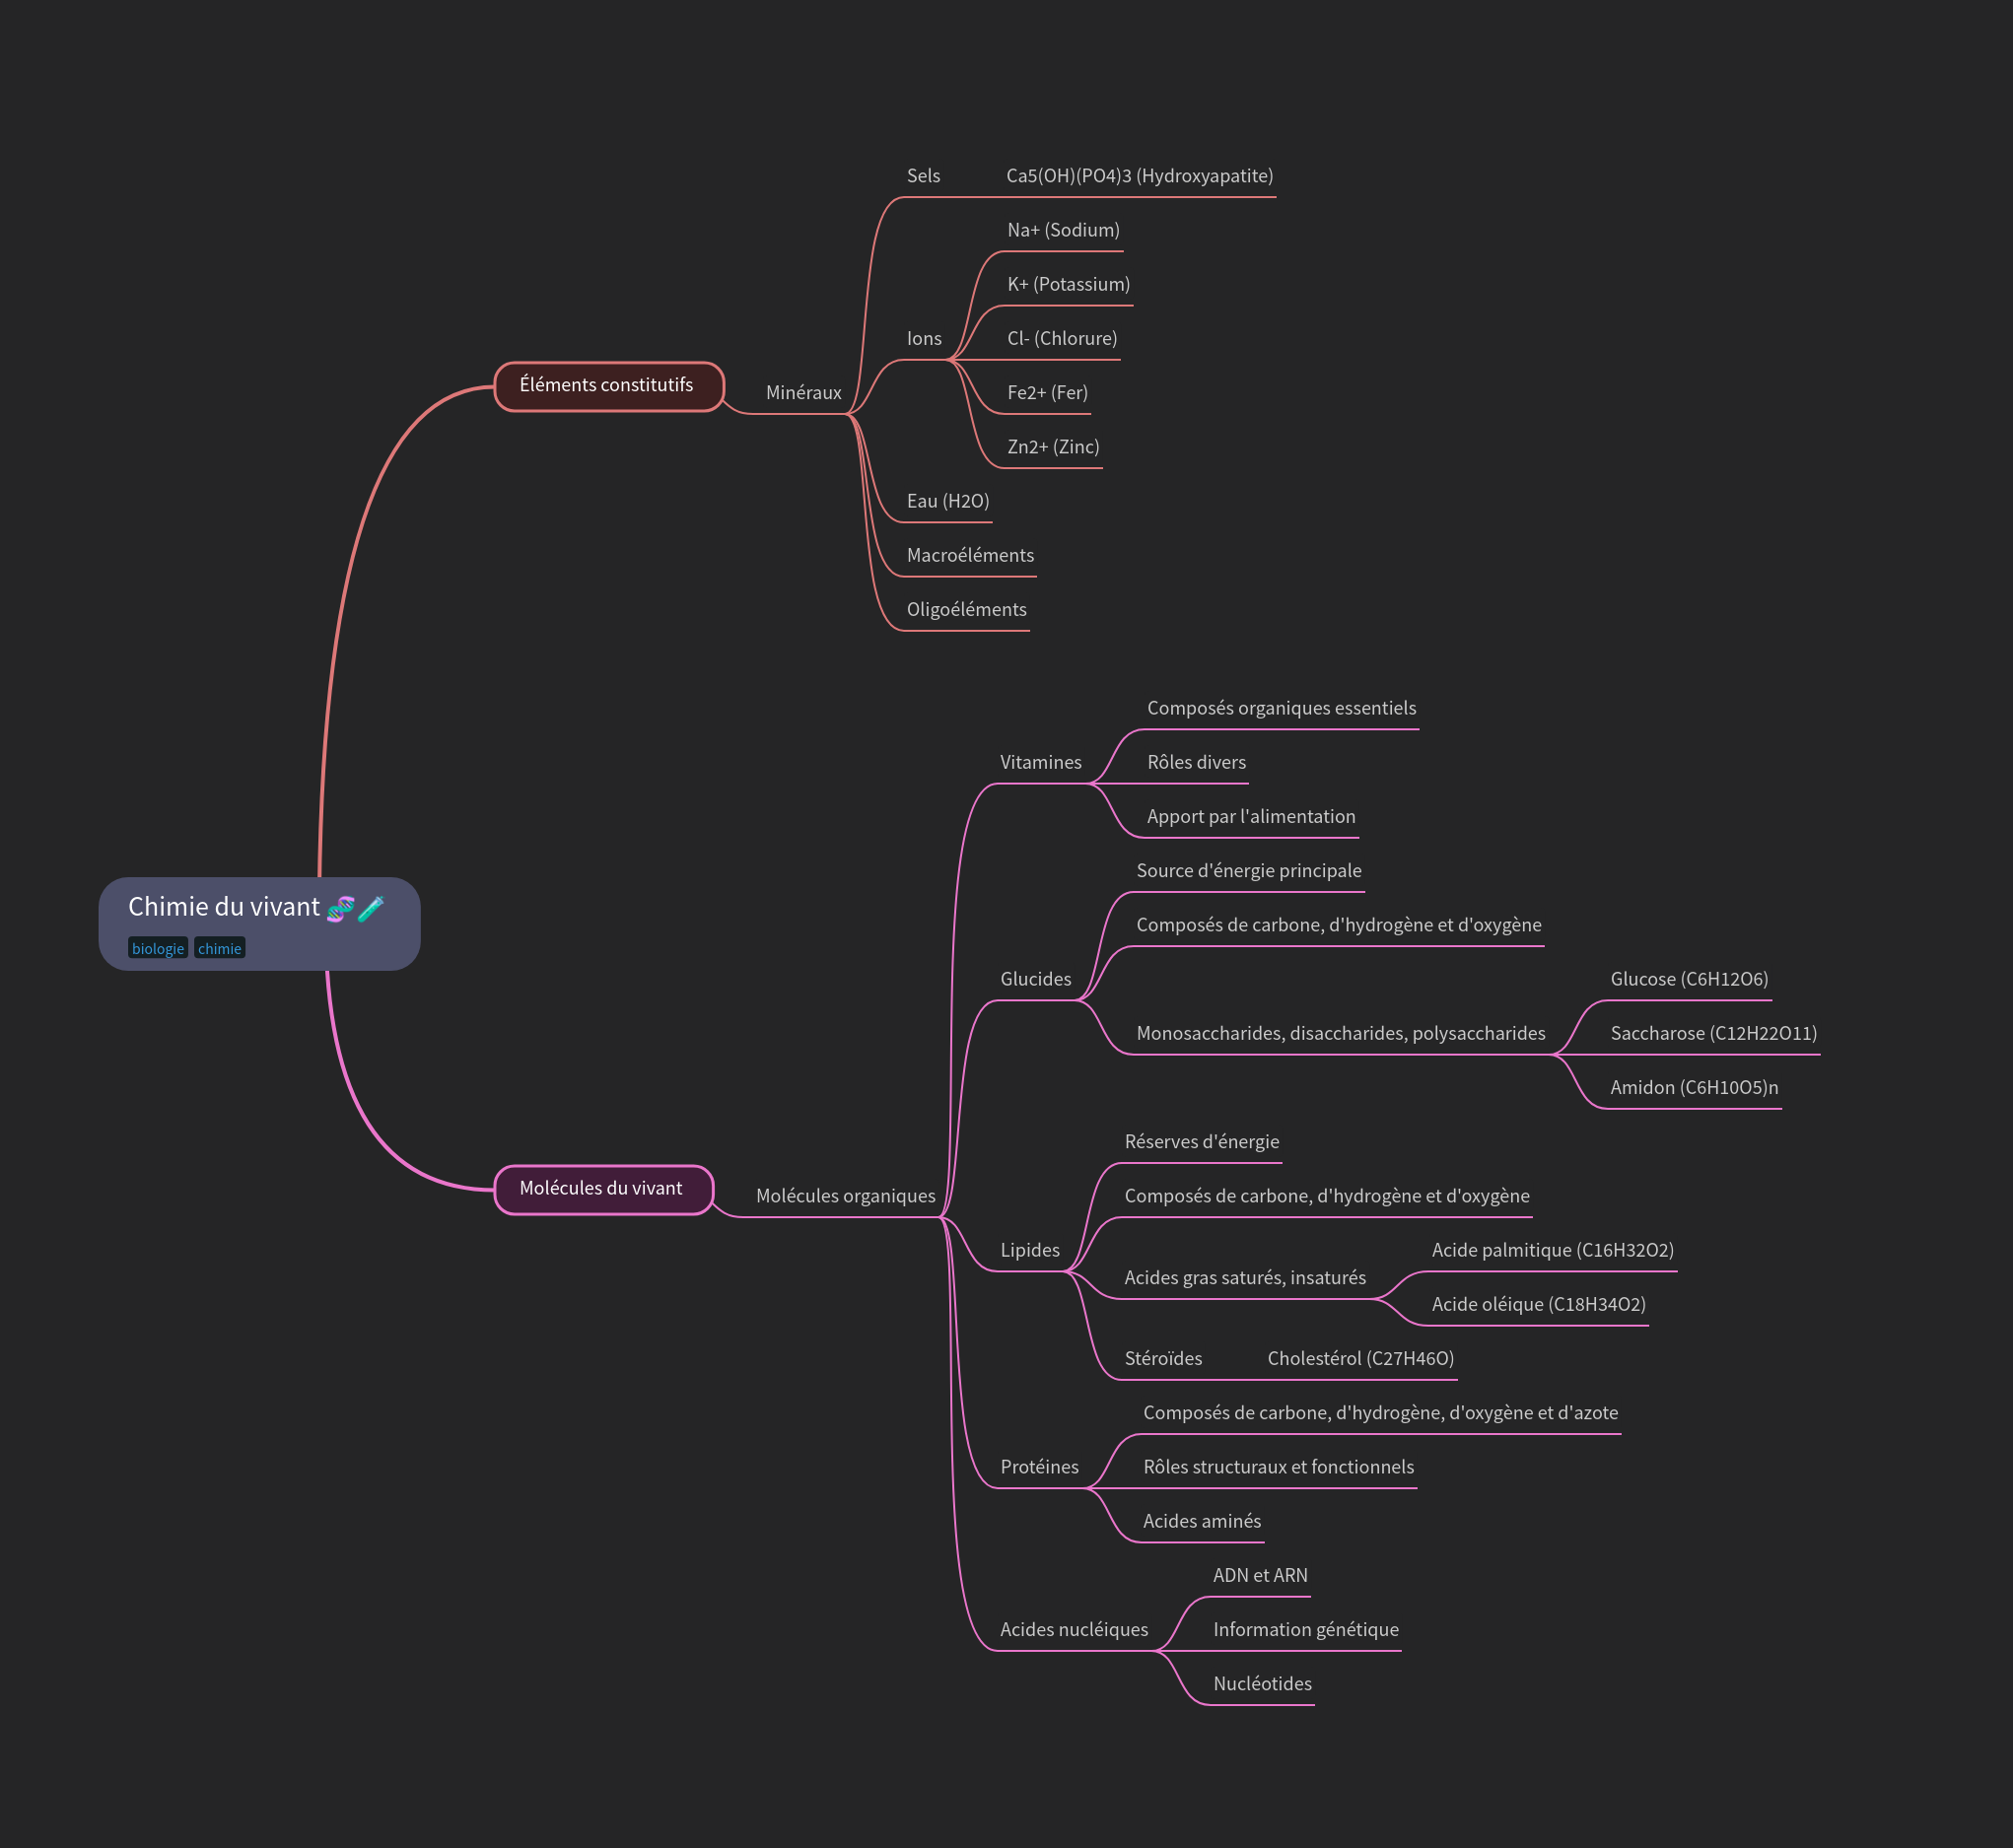 Chimie du vivant 🧬🧪
biologie chimie
Éléments constitutifs
Minéraux
Sels
Ca5(OH)(PO4)3 (Hydroxyapatite)
Ions
Na+ (Sodium)
K+ (Potassium)
Cl- (Chlorure)
Fe2+ (Fer)
Zn2+ (Zinc)
Eau (H2O)
Macroéléments
Oligoéléments
Molécules du vivant
Molécules organiques
Vitamines
Composés organiques essentiels
Rôles divers
Apport par l'alimentation
Glucides
Source d'énergie principale
Composés de carbone, d'hydrogène et d'oxygène
Monosaccharides, disaccharides, polysaccharides
Glucose (C6H12O6)
Saccharose (C12H22O11)
Amidon (C6H10O5)n
Lipides
Réserves d'énergie
Composés de carbone, d'hydrogène et d'oxygène
Acides gras saturés, insaturés
Acide palmitique (C16H32O2)
Acide oléique (C18H34O2)
Stéroïdes
Cholestérol (C27H46O)
Protéines
Composés de carbone, d'hydrogène, d'oxygène et d'azote
Rôles structuraux et fonctionnels
Acides aminés
Acides nucléiques
ADN et ARN
Information génétique
Nucléotides